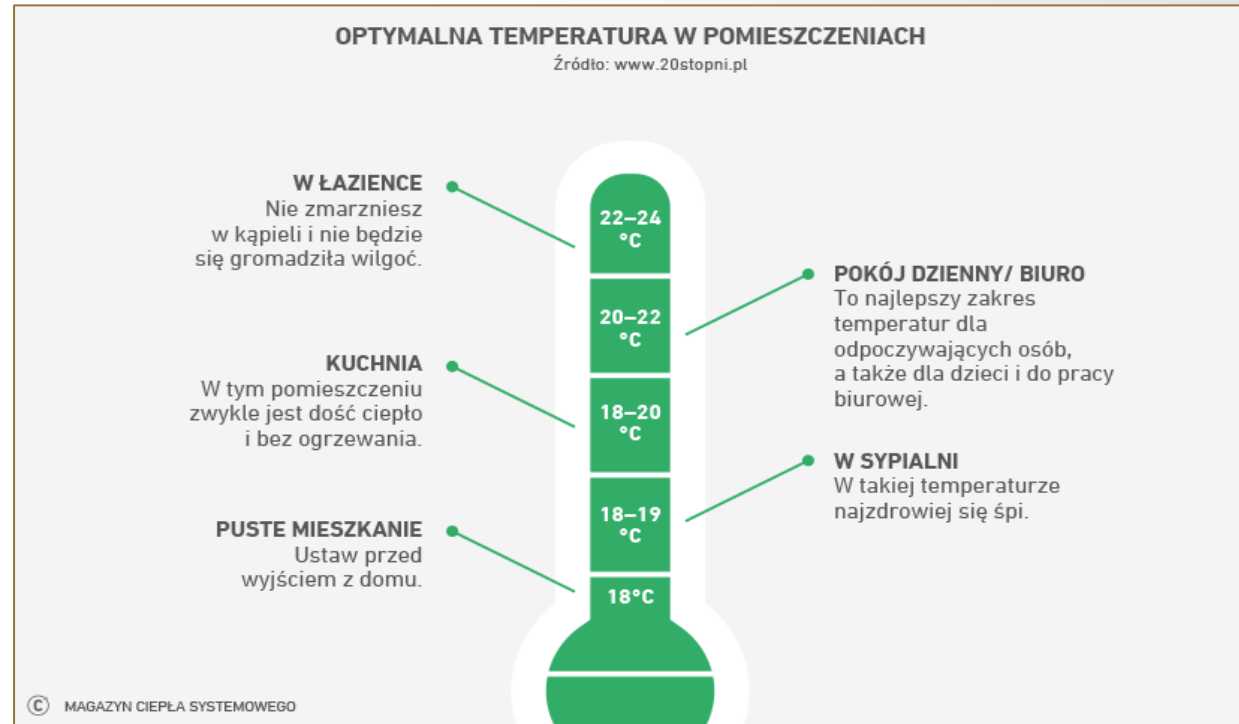 OPTYMALNA TEMPERATURA W POMIESZCZENIACH
Źródło: www.20stopni.pl
W ŁAZIENCE
Nie zmarzniesz
w kąpieli i nie będzie
się gromadziła wilgoć.
22–24
°C
POKÓJ DZIENNY/ BIURO
To najlepszy zakres
temperatur dla
odpoczywających osób,
a także dla dzieci i do pracy
biurowej.
20–22
°C
KUCHNIA
W tym pomieszczeniu
zwykle jest dość ciepło
i bez ogrzewania.
18–20
°C
W SYPIALNI
W takiej temperaturze
najzdrowiej się śpi.
18–19
°C
PUSTE MIESZKANIE
Ustaw przed
wyjściem z domu.
18°C
© MAGAZYN CIEPŁA SYSTEMOWEGO